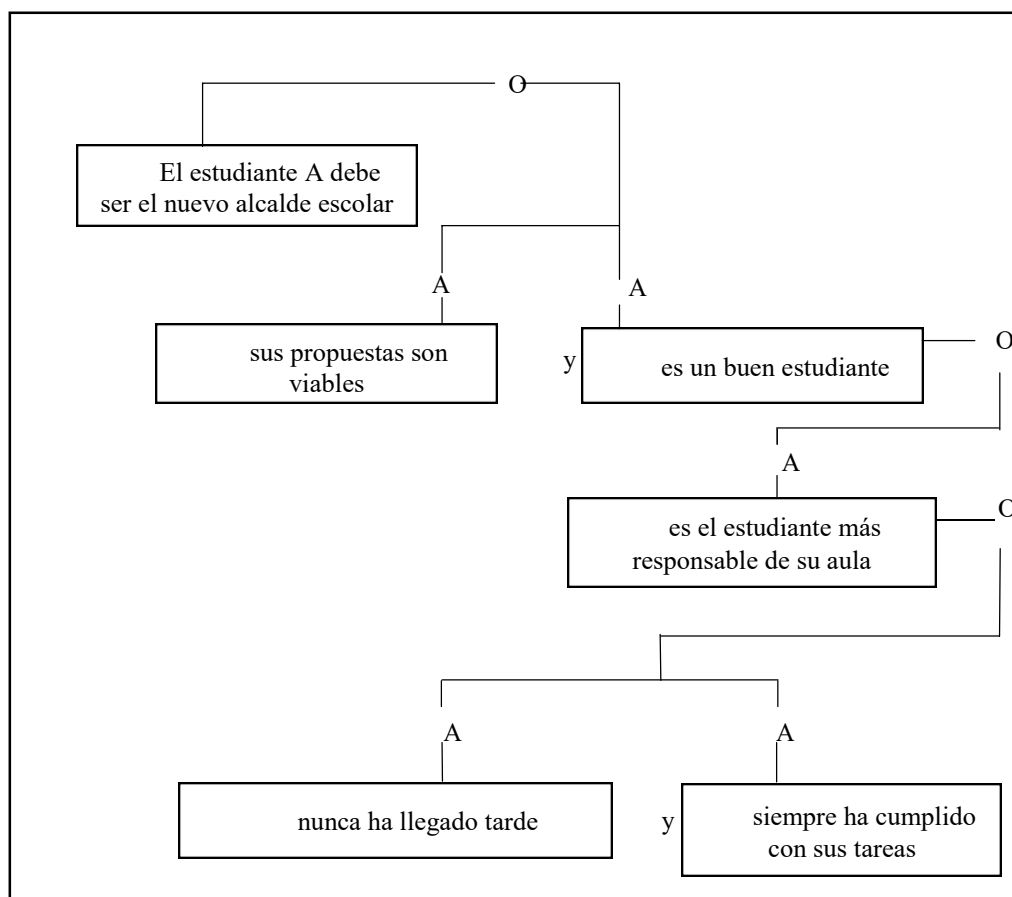 O
El estudiante A debe
ser el nuevo alcalde escolar
A
A
sus propuestas son
viables
y
es un buen estudiante
O
A
es el estudiante más
responsable de su aula
O
A
A
nunca ha llegado tarde
y
siempre ha cumplido
con sus tareas